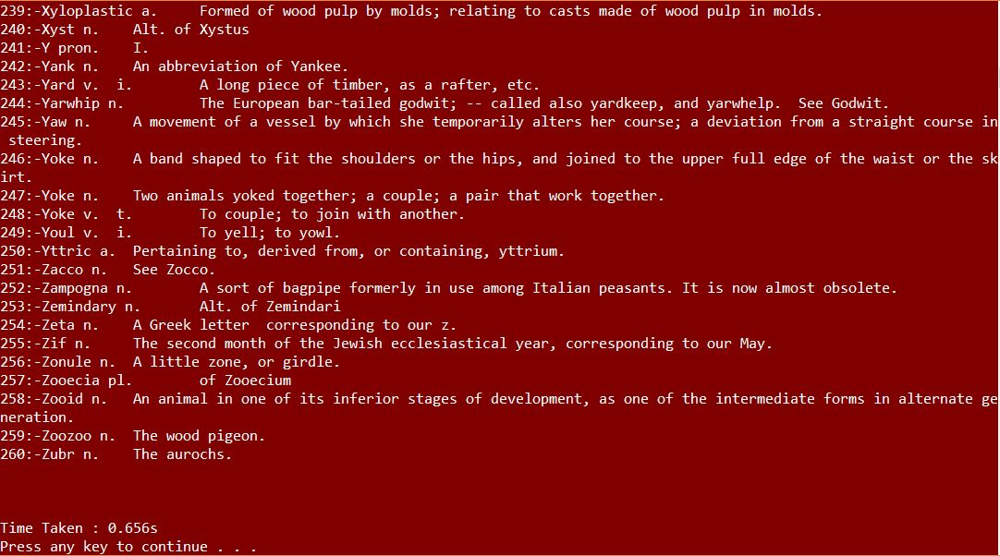 239:-Xyloplastic a.     Formed of wood pulp by molds; relating to casts made of wood pulp in molds.
240:-Xyst n.    Alt. of Xystus
241:-Y pron.    I.
242:-Yank n.    An abbreviation of Yankee.
243:-Yard v.  i.        A long piece of timber, as a rafter, etc.
244:-Yarwhip n.         The European bar-tailed godwit; -- called also yardkeep, and yarwhelp.  See Godwit.
245:-Yaw n.     A movement of a vessel by which she temporarily alters her course; a deviation from a straight course in
 steering.
246:-Yoke n.    A band shaped to fit the shoulders or the hips, and joined to the upper full edge of the waist or the sk
irt.
247:-Yoke n.    Two animals yoked together; a couple; a pair that work together.
248:-Yoke v.  t.        To couple; to join with another.
249:-Youl v.  i.        To yell; to yowl.
250:-Yttric a.  Pertaining to, derived from, or containing, yttrium.
251:-Zacco n.   See Zocco.
252:-Zampogna n.        A sort of bagpipe formerly in use among Italian peasants. It is now almost obsolete.
253:-Zemindary n.       Alt. of Zemindari
254:-Zeta n.    A Greek letter  corresponding to our z.
255:-Zif n.     The second month of the Jewish ecclesiastical year, corresponding to our May.
256:-Zonule n.  A little zone, or girdle.
257:-Zooecia pl.        of Zooecium
258:-Zooid n.   An animal in one of its inferior stages of development, as one of the intermediate forms in alternate ge
neration.
259:-Zoozoo n.  The wood pigeon.
260:-Zubr n.    The aurochs.
Time Taken : 0.656s
Press any key to continue . . .